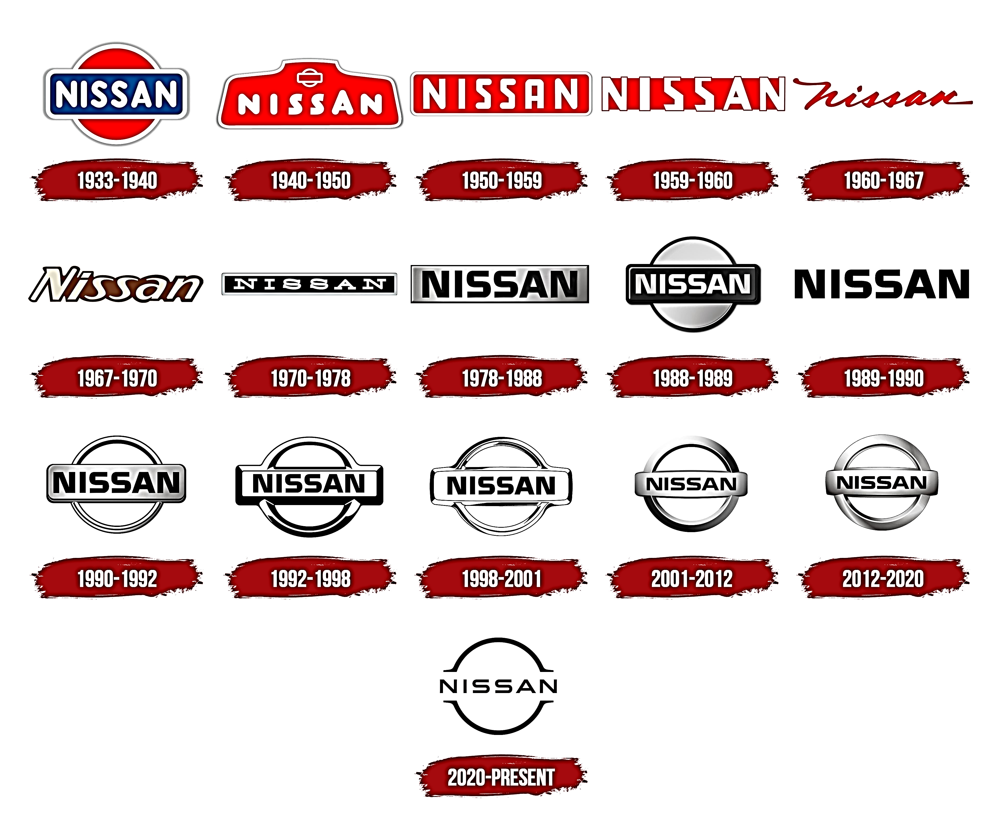 NISSAN
NISSAN
NISSAN
NISSAN
nissan
1933-1940
1940-1950
1950-1959
1959-1960
1960-1967
Nissan
NISSAN
NISSAN
NISSAN
NISSAN
1967-1970
1970-1978
1978-1988
1988-1989
1989-1990
NISSAN
NISSAN
NISSAN
NISSAN
NISSAN
1990-1992
1992-1998
1998-2001
2001-2012
2012-2020
NISSAN
2020-PRESENT